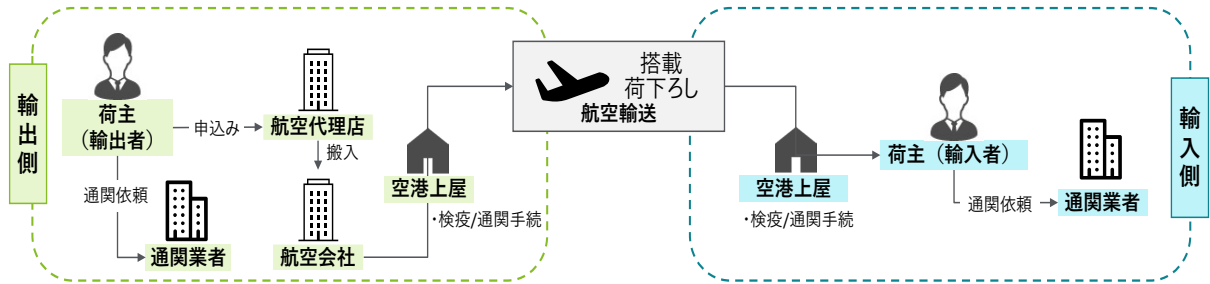 輸出側
荷主
（輸出者）
申込み
航空代理店
搬入
通関依頼
通関業者
航空会社
空港上屋
・検疫/通関手続
搭載
荷下ろし
航空輸送
空港上屋
・検疫/通関手続
荷主（輸入者）
通関依頼
通関業者
輸入側